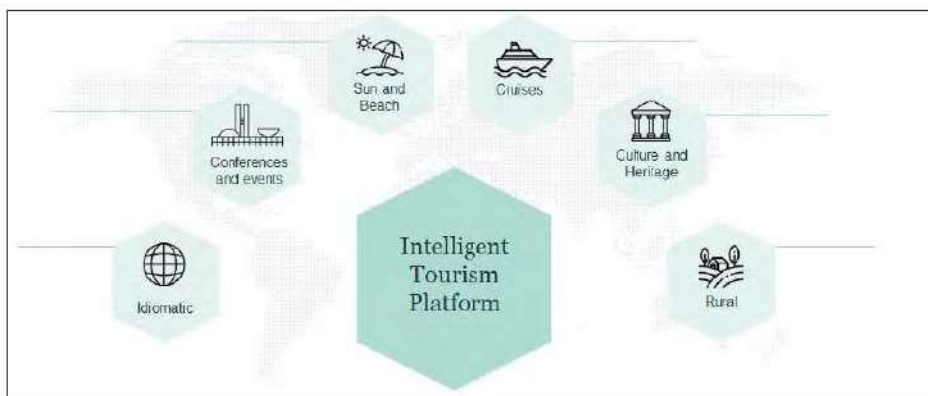 Sun and
Beach
Cruises
Conferences
and events
Culture and
Heritage
Intelligent
Tourism
Platform
Idiomatic
Rural